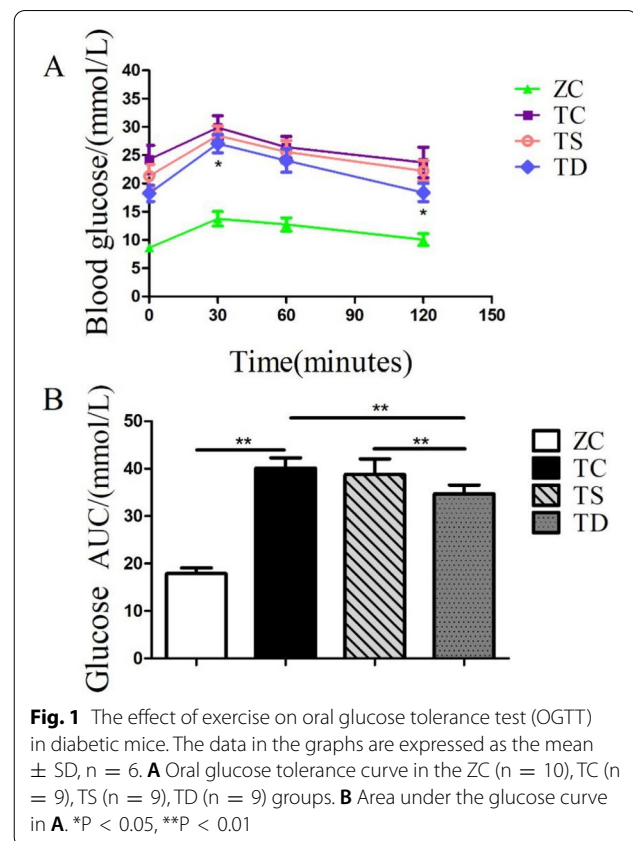 A
Blood glucose/(mmol/L)
40
35
30
25
20
15
10
5
0
0 30 60 90 120 150
Time(minutes)
*
*
ZC
TC
TS
TD
B
Glucose AUC/(mmol/L)
50
40
30
20
10
0
**
** **
ZC
TC
TS
TD
Fig. 1 The effect of exercise on oral glucose tolerance test (OGTT)
in diabetic mice. The data in the graphs are expressed as the mean
± SD, n = 6. A Oral glucose tolerance curve in the ZC (n = 10), TC (n
= 9), TS (n = 9), TD (n = 9) groups. B Area under the glucose curve
in A. *P < 0.05, **P < 0.01